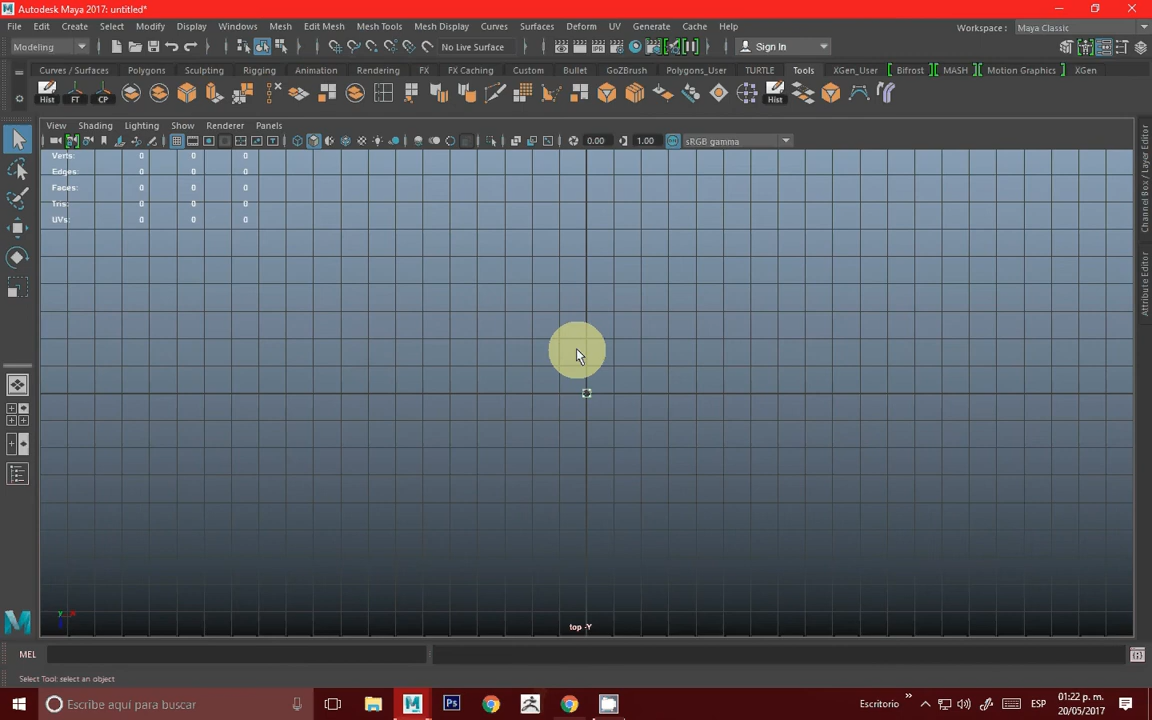 Autodesk Maya 2017: untitled*
File Edit Create Select Modify Display Windows Mesh Edit Mesh Mesh Tools Mesh Display Curves Surfaces Deform UV Generate Cache Help Workspace : Maya Classic
Modeling No Live Surface Sign In
Curves / Surfaces Polygons Sculpting Rigging Animation Rendering FX FX Caching Custom Bullet GoZBrush Polygons_User TURTLE Tools XGen_User Bifrost MASH Motion Graphics XGen
Hist FT CP Hist
View Shading Lighting Show Renderer Panels
0.00 1.00 sRGB gamma
Verts: 0 0 0
Edges: 0 0 0
Faces: 0 0 0
Tris: 0 0 0
UVs: 0 0 0
Channel Box / Layer Editor
Attribute Editor
top -Y
MEL
Select Tool: select an object
Escribe aquí para buscar Escritorio ESP 01:22 p. m.
20/05/2017